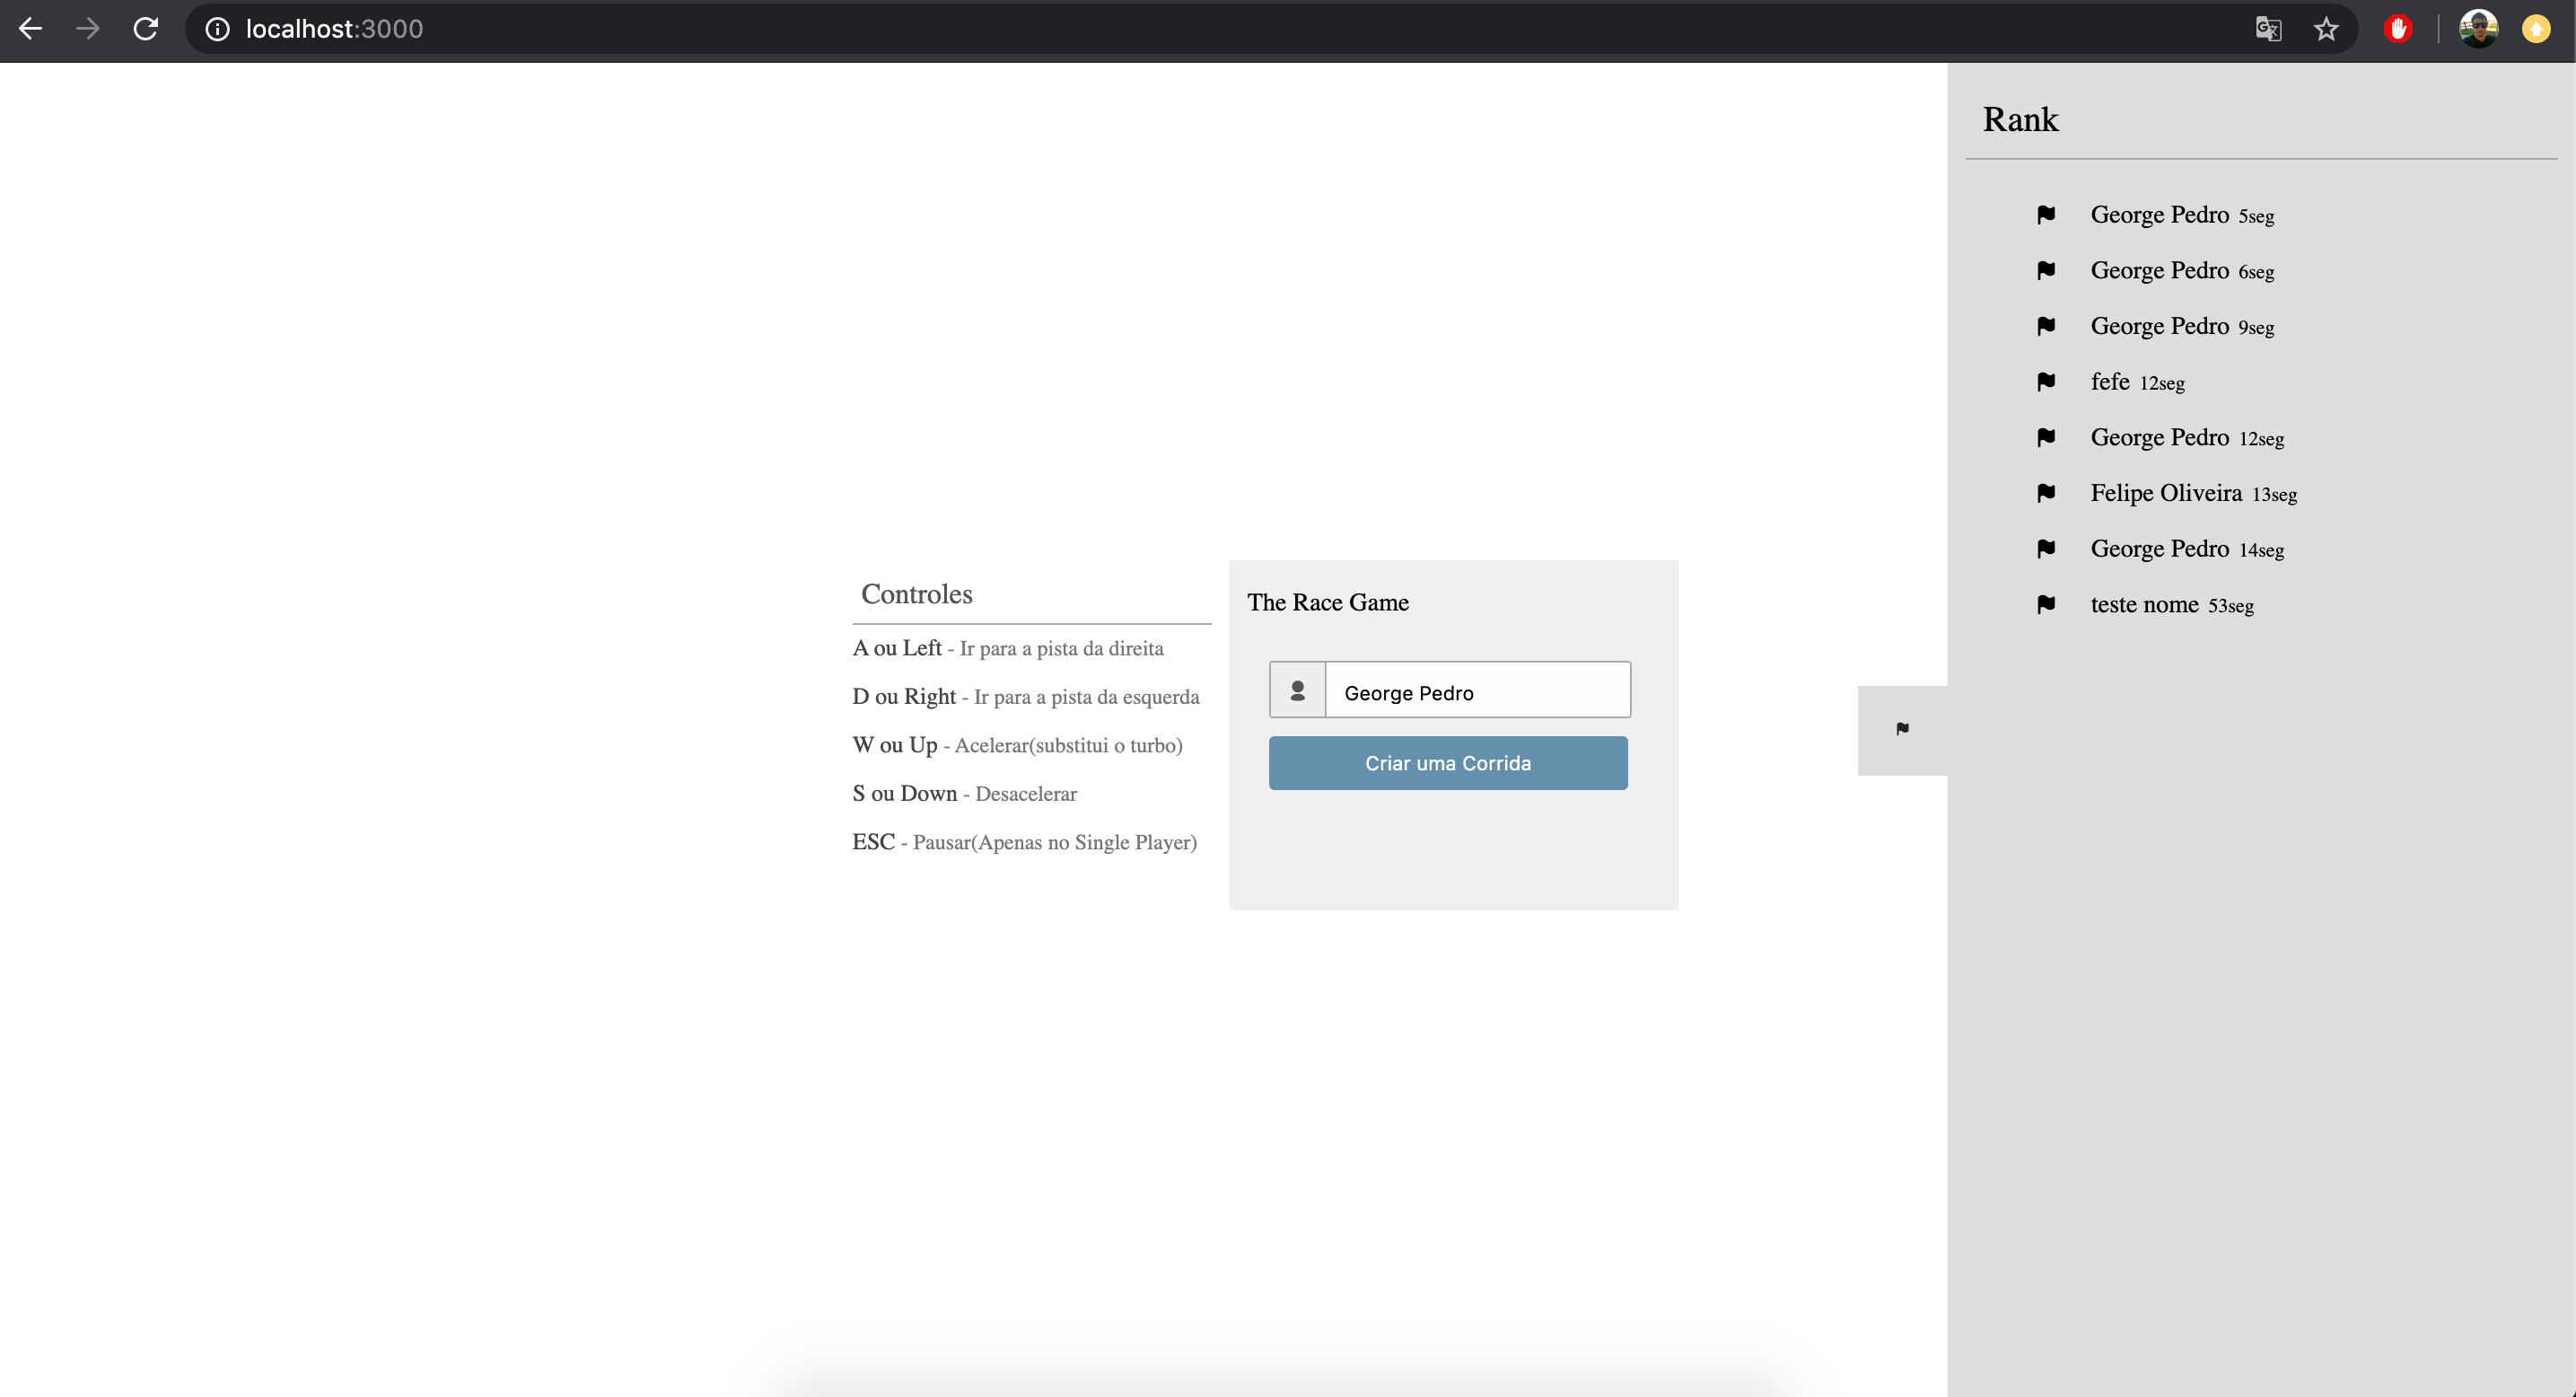 localhost:3000
Controles
A ou Left - Ir para a pista da direita
D ou Right - Ir para a pista da esquerda
W ou Up - Acelerar(substitui o turbo)
S ou Down - Desacelerar
ESC - Pausar(Apenas no Single Player)
The Race Game
George Pedro
Criar uma Corrida
Rank
George Pedro 5seg
George Pedro 6seg
George Pedro 9seg
fefe 12seg
George Pedro 12seg
Felipe Oliveira 13seg
George Pedro 14seg
teste nome 53seg